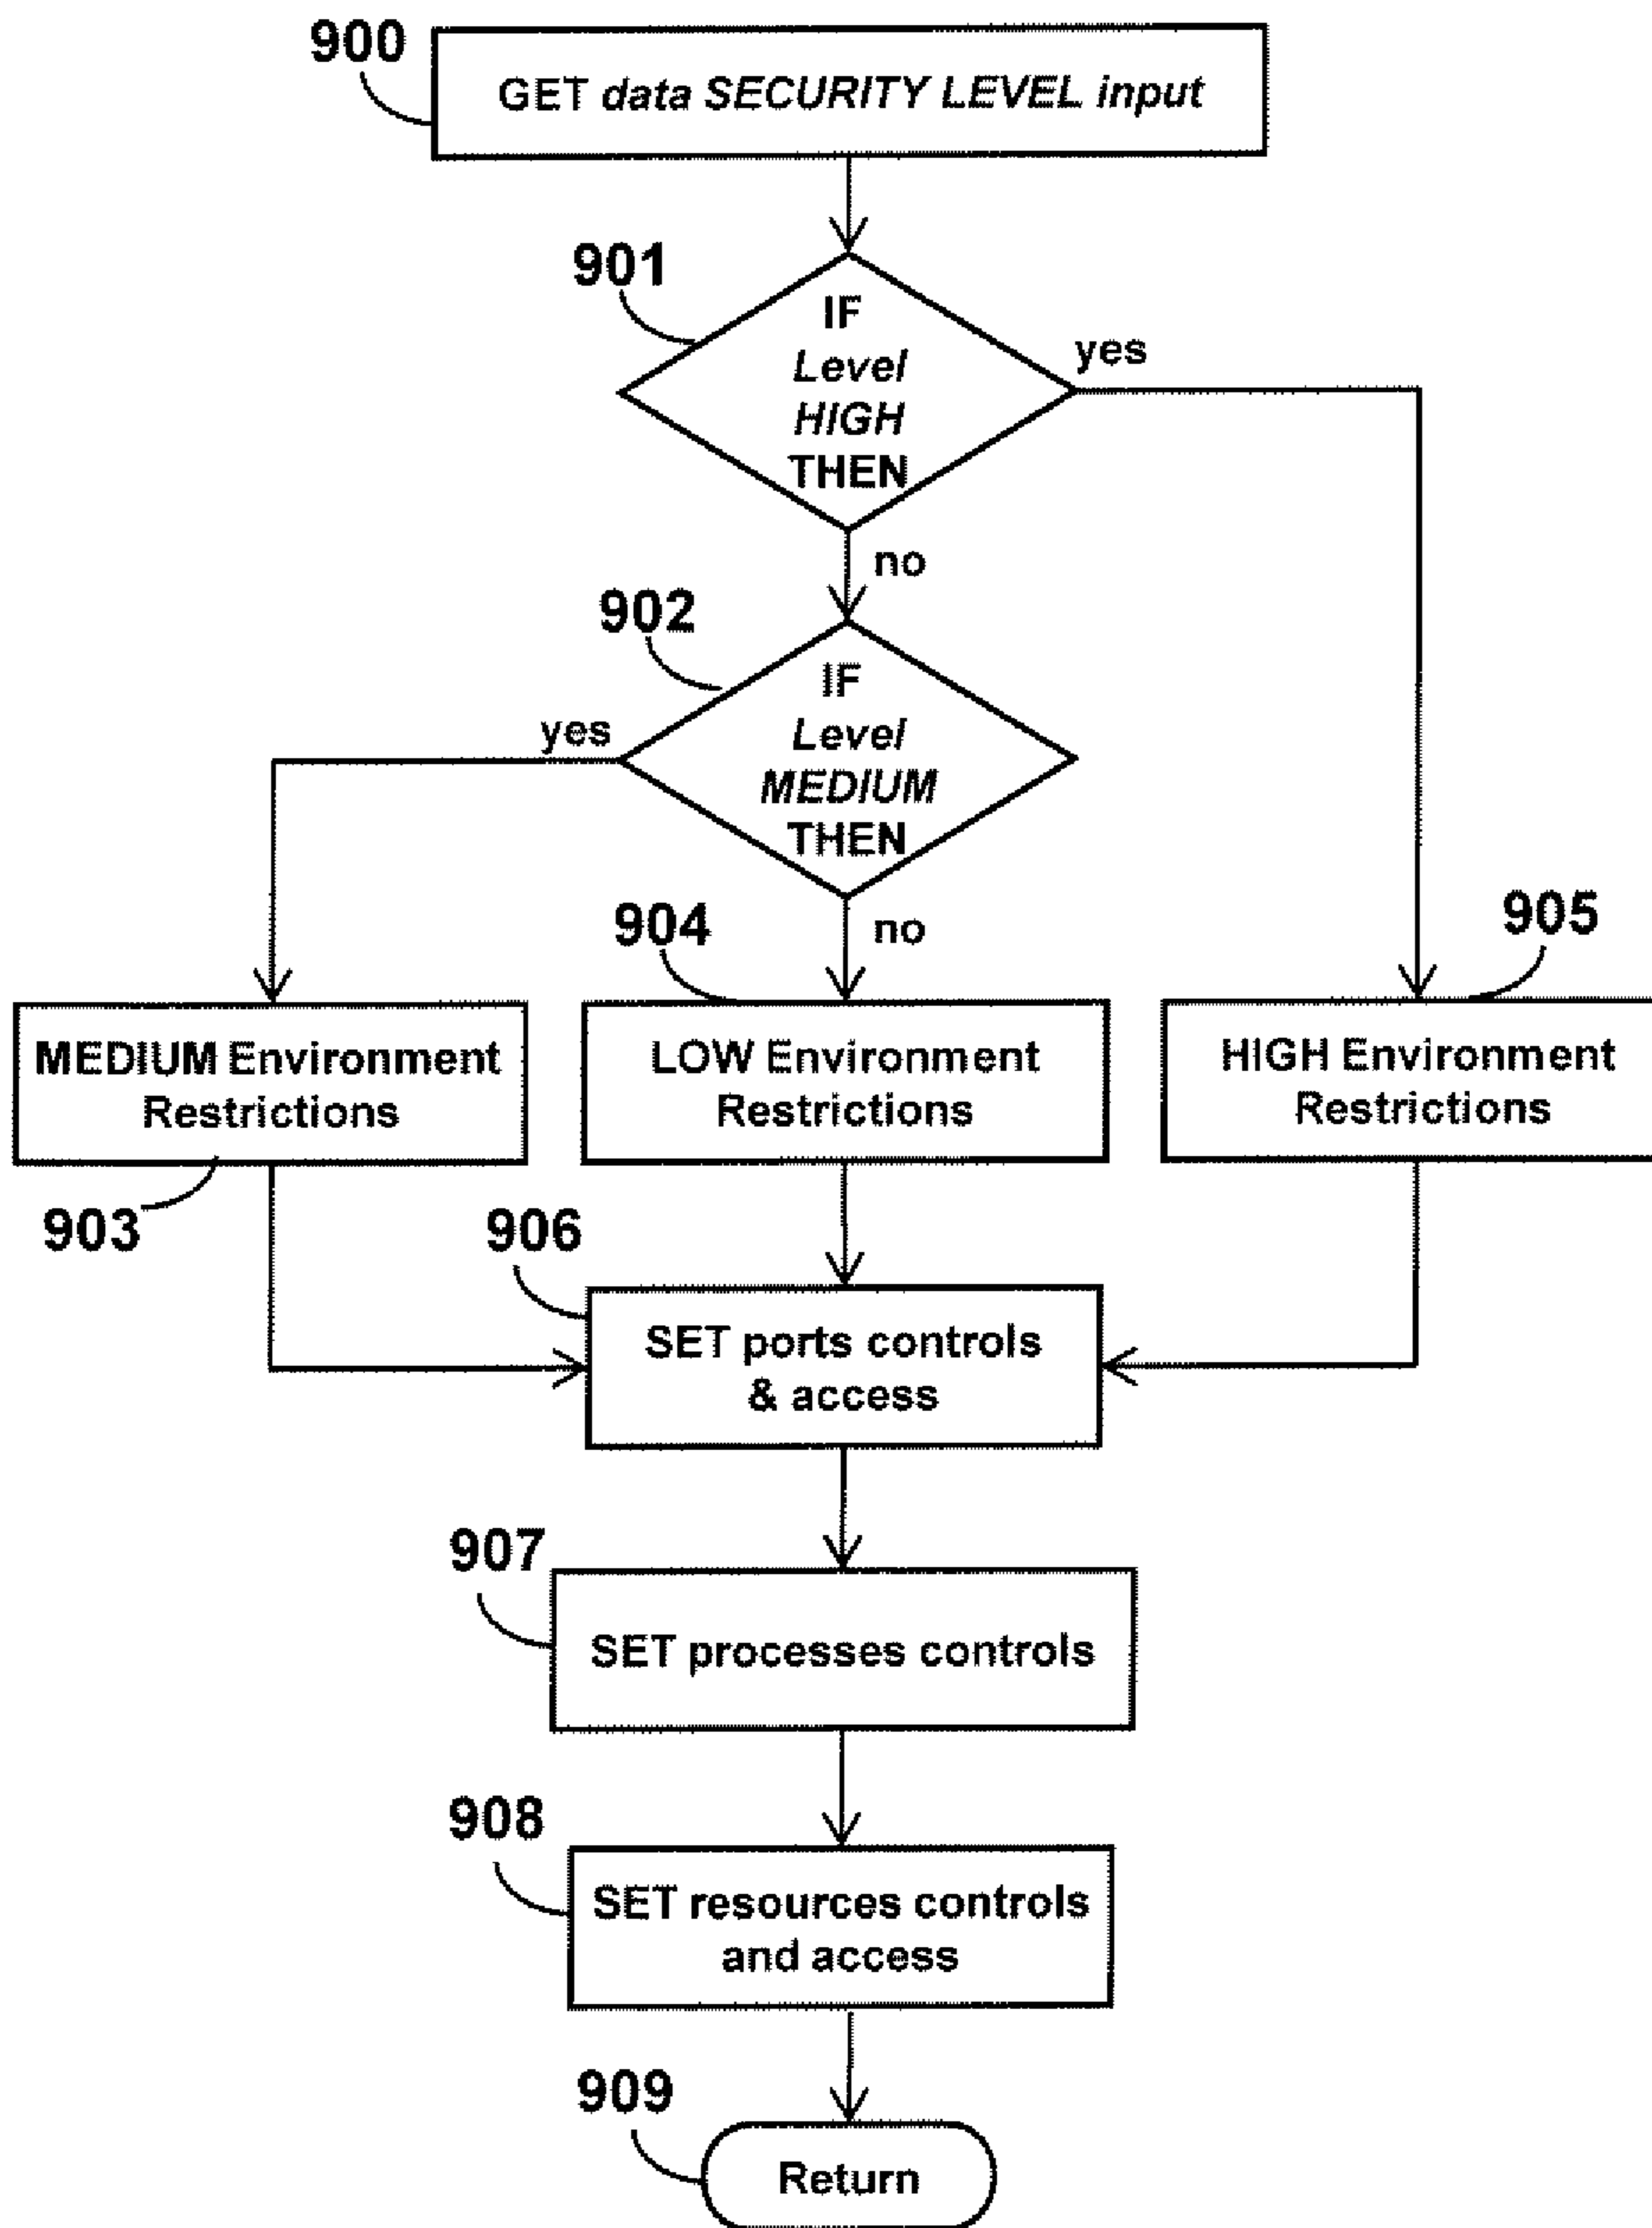 900
GET data SECURITY LEVEL input
901
IF
Level
HIGH
THEN
yes
no
902
IF
Level
MEDIUM
THEN
yes
no
904
905
MEDIUM Environment
Restrictions
LOW Environment
Restrictions
HIGH Environment
Restrictions
903
906
SET ports controls
& access
907
SET processes controls
908
SET resources controls
and access
909
Return